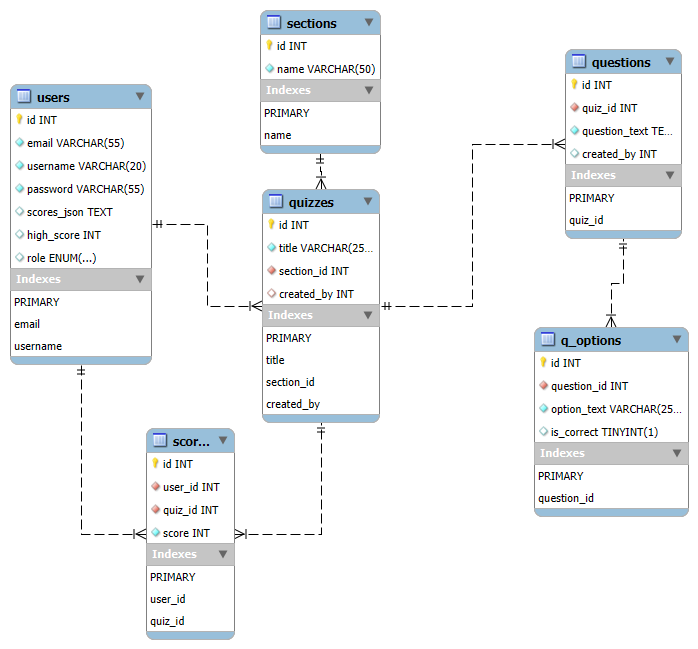 sections
id INT
name VARCHAR(50)
Indexes
PRIMARY
name
users
id INT
email VARCHAR(55)
username VARCHAR(20)
password VARCHAR(55)
scores_json TEXT
high_score INT
role ENUM(...)
Indexes
PRIMARY
email
username
quizzes
id INT
title VARCHAR(25...
section_id INT
created_by INT
Indexes
PRIMARY
title
section_id
created_by
questions
id INT
quiz_id INT
question_text TE...
created_by INT
Indexes
PRIMARY
quiz_id
q_options
id INT
question_id INT
option_text VARCHAR(25...
is_correct TINYINT(1)
Indexes
PRIMARY
question_id
scor...
id INT
user_id INT
quiz_id INT
score INT
Indexes
PRIMARY
user_id
quiz_id